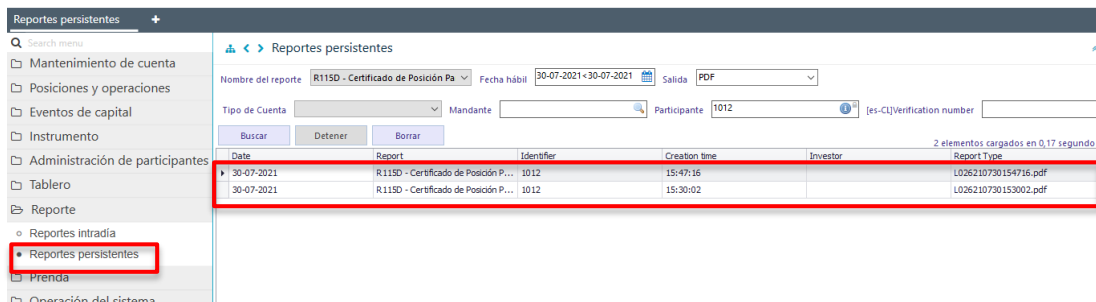 Reportes persistentes +
Search menu
Mantenimiento de cuenta
Posiciones y operaciones
Eventos de capital
Instrumento
Administración de participantes
Tablero
Reporte
Reportes intradía
Reportes persistentes
Prenda
Operación del sistema
Reportes persistentes
Nombre del reporte R115D - Certificado de Posición Pa Fecha hábil 30-07-2021<30-07-2021 Salida PDF
Tipo de Cuenta Mandante Participante 1012 [es-CL]Verification number
Buscar Detener Borrar
2 elementos cargados en 0,17 segundo
Date Report Identifier Creation time Investor Report Type
30-07-2021 R115D - Certificado de Posición P... 1012 15:47:16 L026210730154716.pdf
30-07-2021 R115D - Certificado de Posición P... 1012 15:30:02 L026210730153002.pdf